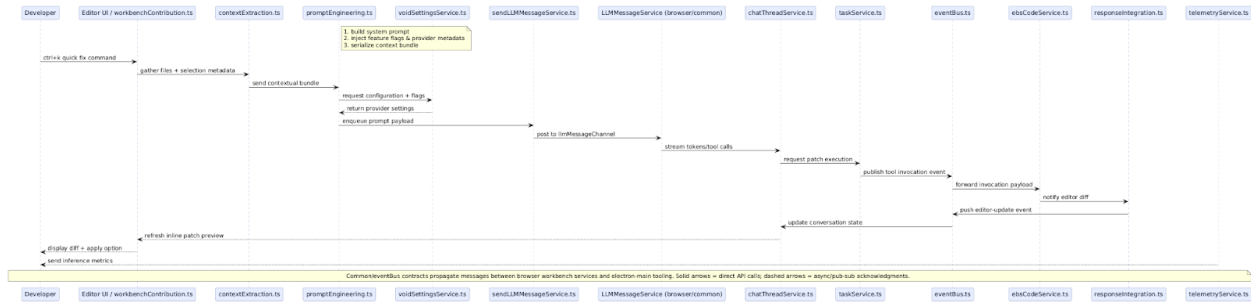 Developer
Editor UI / workbenchContribution.ts
contextExtraction.ts
promptEngineering.ts
voidSettingsService.ts
sendLLMMessageService.ts
LLMMessageService (browser/common)
chatThreadService.ts
taskService.ts
eventBus.ts
ebsCodeService.ts
responseIntegration.ts
telemetryService.ts
1. build system prompt
2. inject feature flags & provider metadata
3. serialize context bundle
ctrl+k quick fix command
gather files + selection metadata
send contextual bundle
request configuration + flags
return provider settings
enqueue prompt payload
post to llmMessageChannel
stream tokens/tool calls
request patch execution
publish tool invocation event
forward invocation payload
notify editor diff
push editor-update event
update conversation state
refresh inline patch preview
display diff + apply option
send inference metrics
Common/eventBus contracts propagate messages between browser workbench services and electron-main tooling. Solid arrows = direct API calls; dashed arrows = async/pub-sub acknowledgments.
Developer
Editor UI / workbenchContribution.ts
contextExtraction.ts
promptEngineering.ts
voidSettingsService.ts
sendLLMMessageService.ts
LLMMessageService (browser/common)
chatThreadService.ts
taskService.ts
eventBus.ts
ebsCodeService.ts
responseIntegration.ts
telemetryService.ts